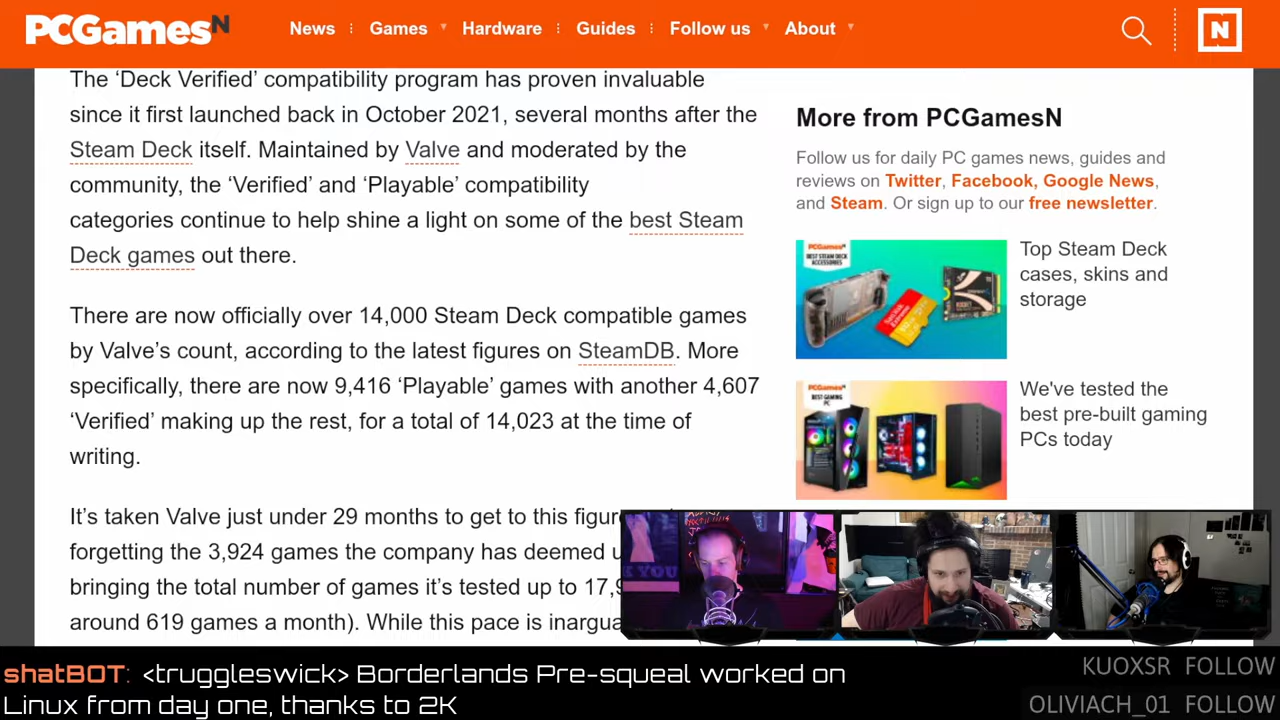 PCGamesN
News
Games
Hardware
Guides
Follow us
About
N
The ‘Deck Verified’ compatibility program has proven invaluable
since it first launched back in October 2021, several months after the
Steam Deck itself. Maintained by Valve and moderated by the
community, the ‘Verified’ and ‘Playable’ compatibility
categories continue to help shine a light on some of the best Steam
Deck games out there.
There are now officially over 14,000 Steam Deck compatible games
by Valve’s count, according to the latest figures on SteamDB. More
specifically, there are now 9,416 ‘Playable’ games with another 4,607
‘Verified’ making up the rest, for a total of 14,023 at the time of
writing.
It’s taken Valve just under 29 months to get to this
forgetting the 3,924 games the company has deemed
bringing the total number of games it’s tested up to
around 619 games a month). While this pace is
More from PCGamesN
Follow us for daily PC games news, guides and
reviews on Twitter, Facebook, Google News,
and Steam. Or sign up to our free newsletter.
PCGamesN
BEST STEAM DECK
ACCESSORIES
Top Steam Deck
cases, skins and
storage
PCGamesN
BEST GAMING
PC
We've tested the
best pre-built gaming
PCs today
shatBOT: <truggleswick> Borderlands Pre-squeal worked on
Linux from day one, thanks to 2K
KUOXSR FOLLOW
OLIVIACH_01 FOLLOW